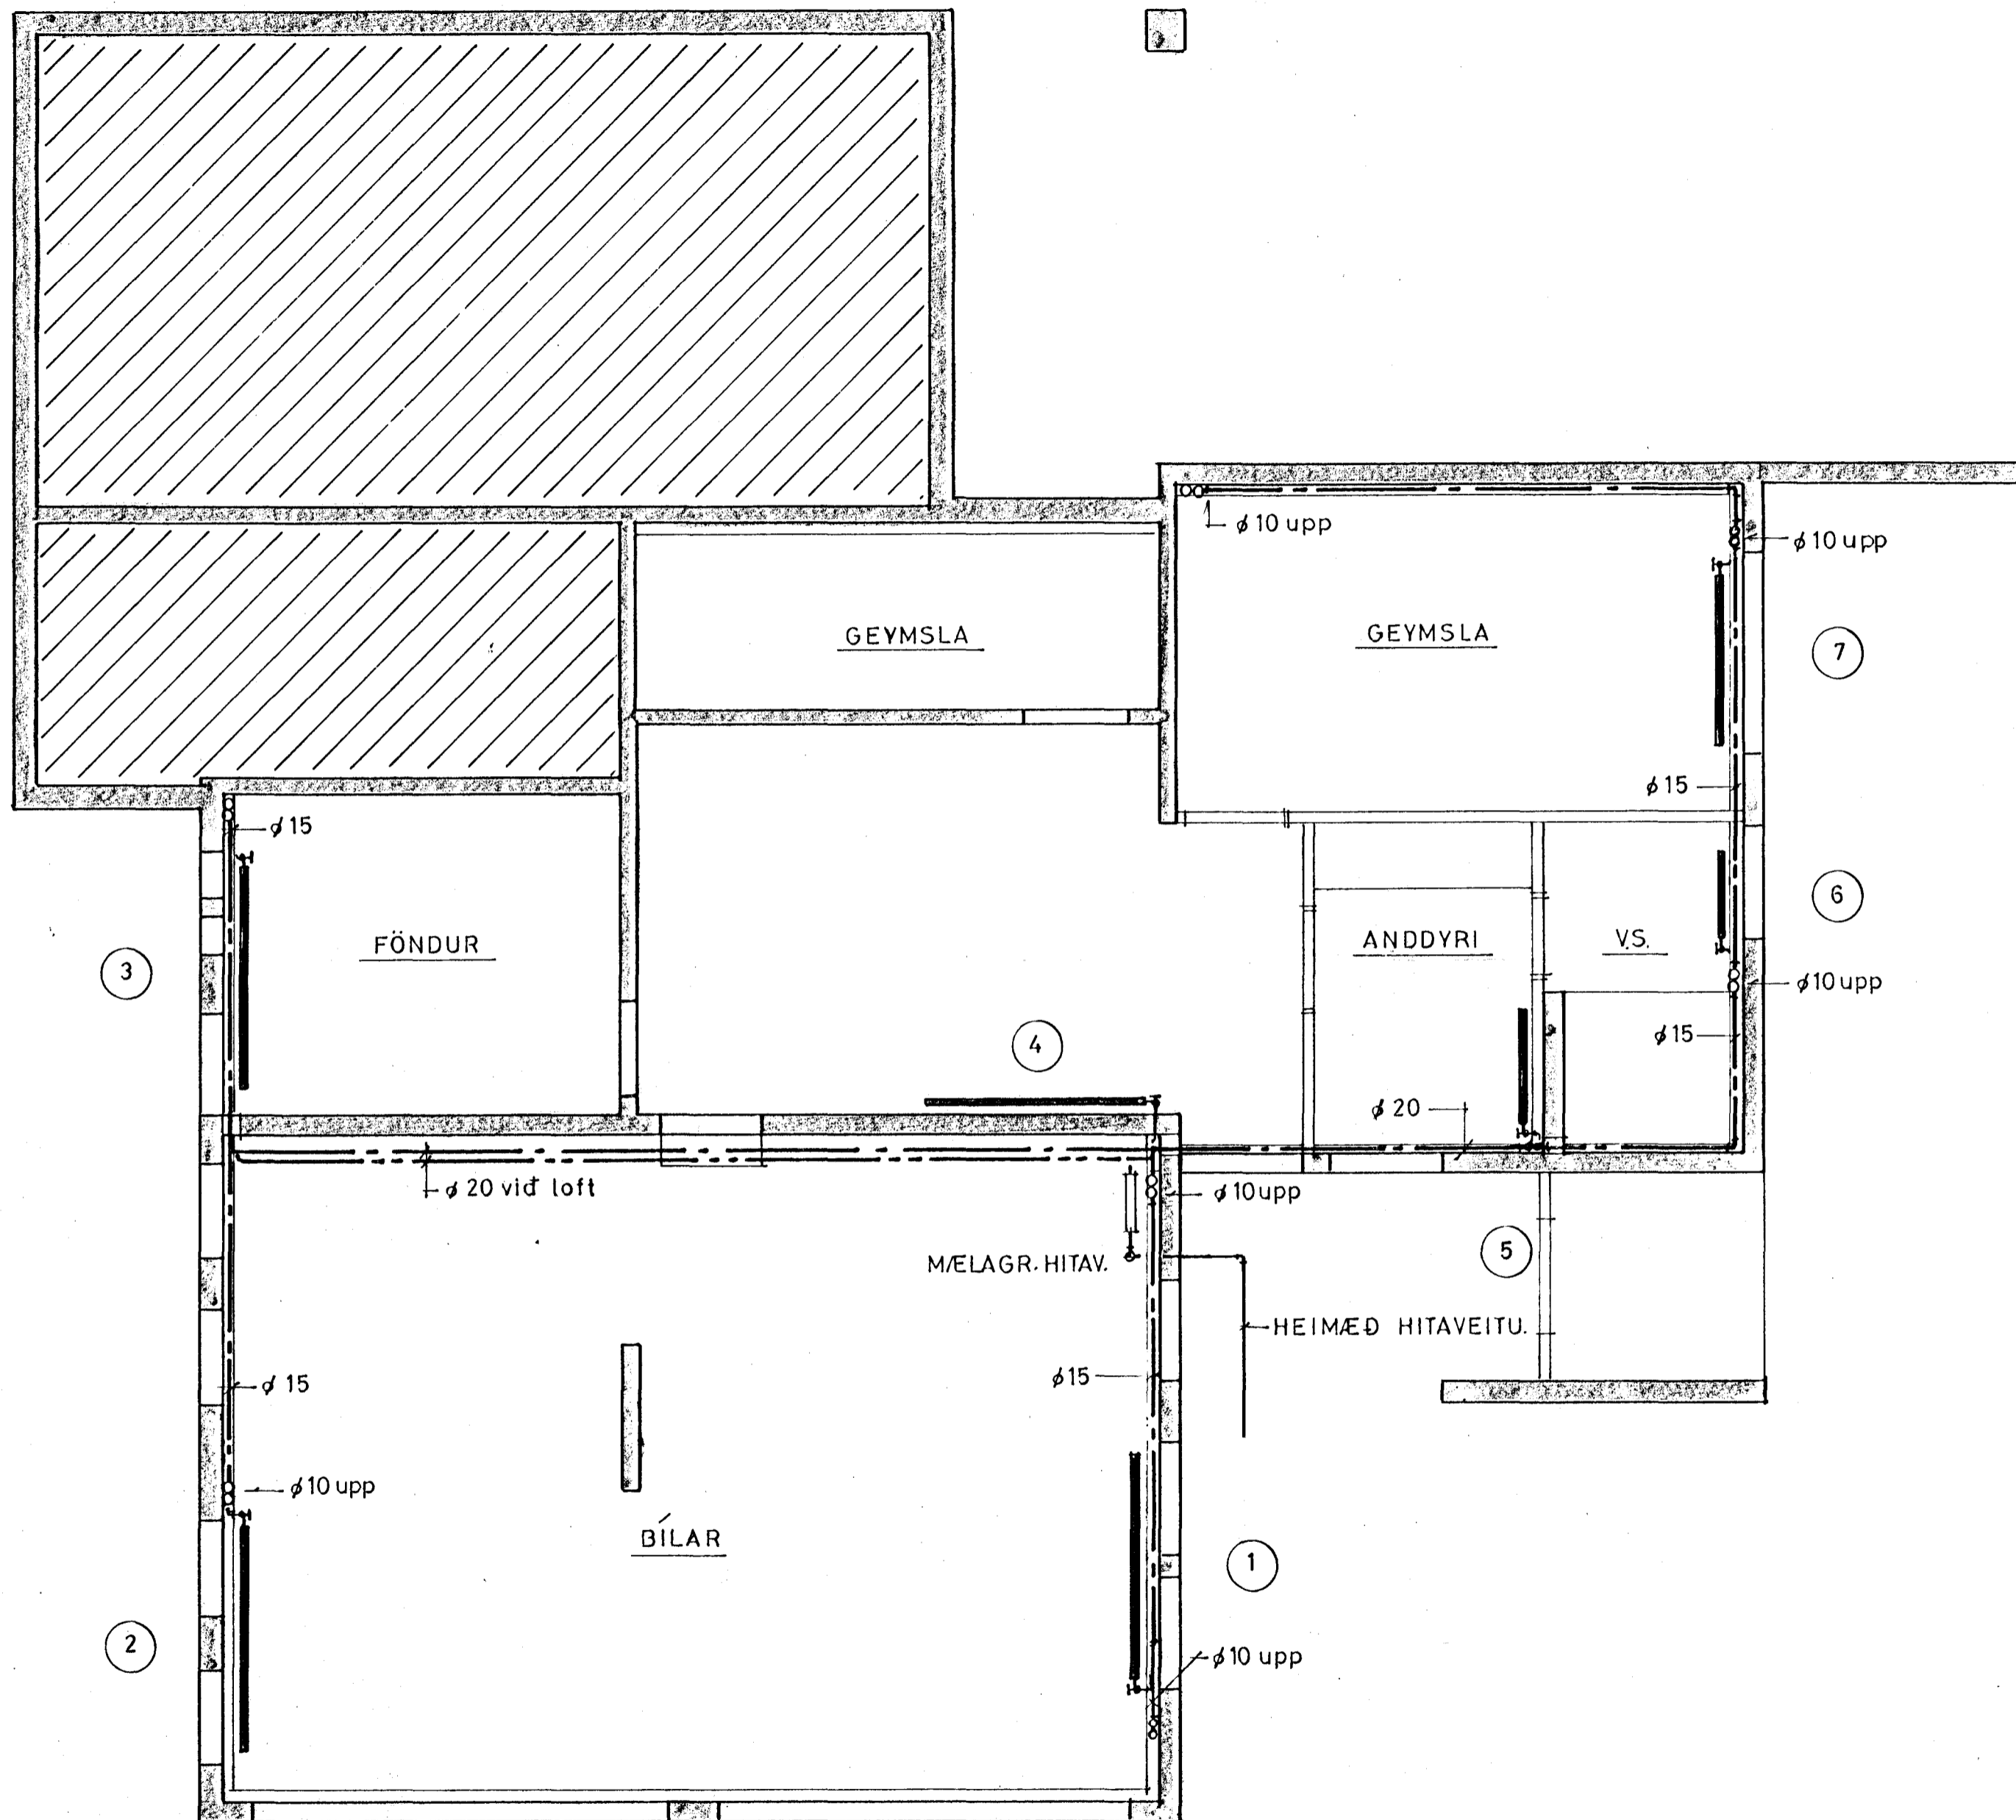 ø 10 upp
ø 10 upp
GEYMSLA
GEYMSLA
7
ø 15
ø 15
6
FÖNDUR
ANDDYRI
V.S.
3
ø 10 upp
4
ø 15
ø 20
ø 20 við loft
ø 10 upp
5
MÆLAGR. HITAV.
HEIMÆÐ HITAVEITU.
ø 15
ø 15
ø 10 upp
BÍLAR
1
2
ø 10 upp